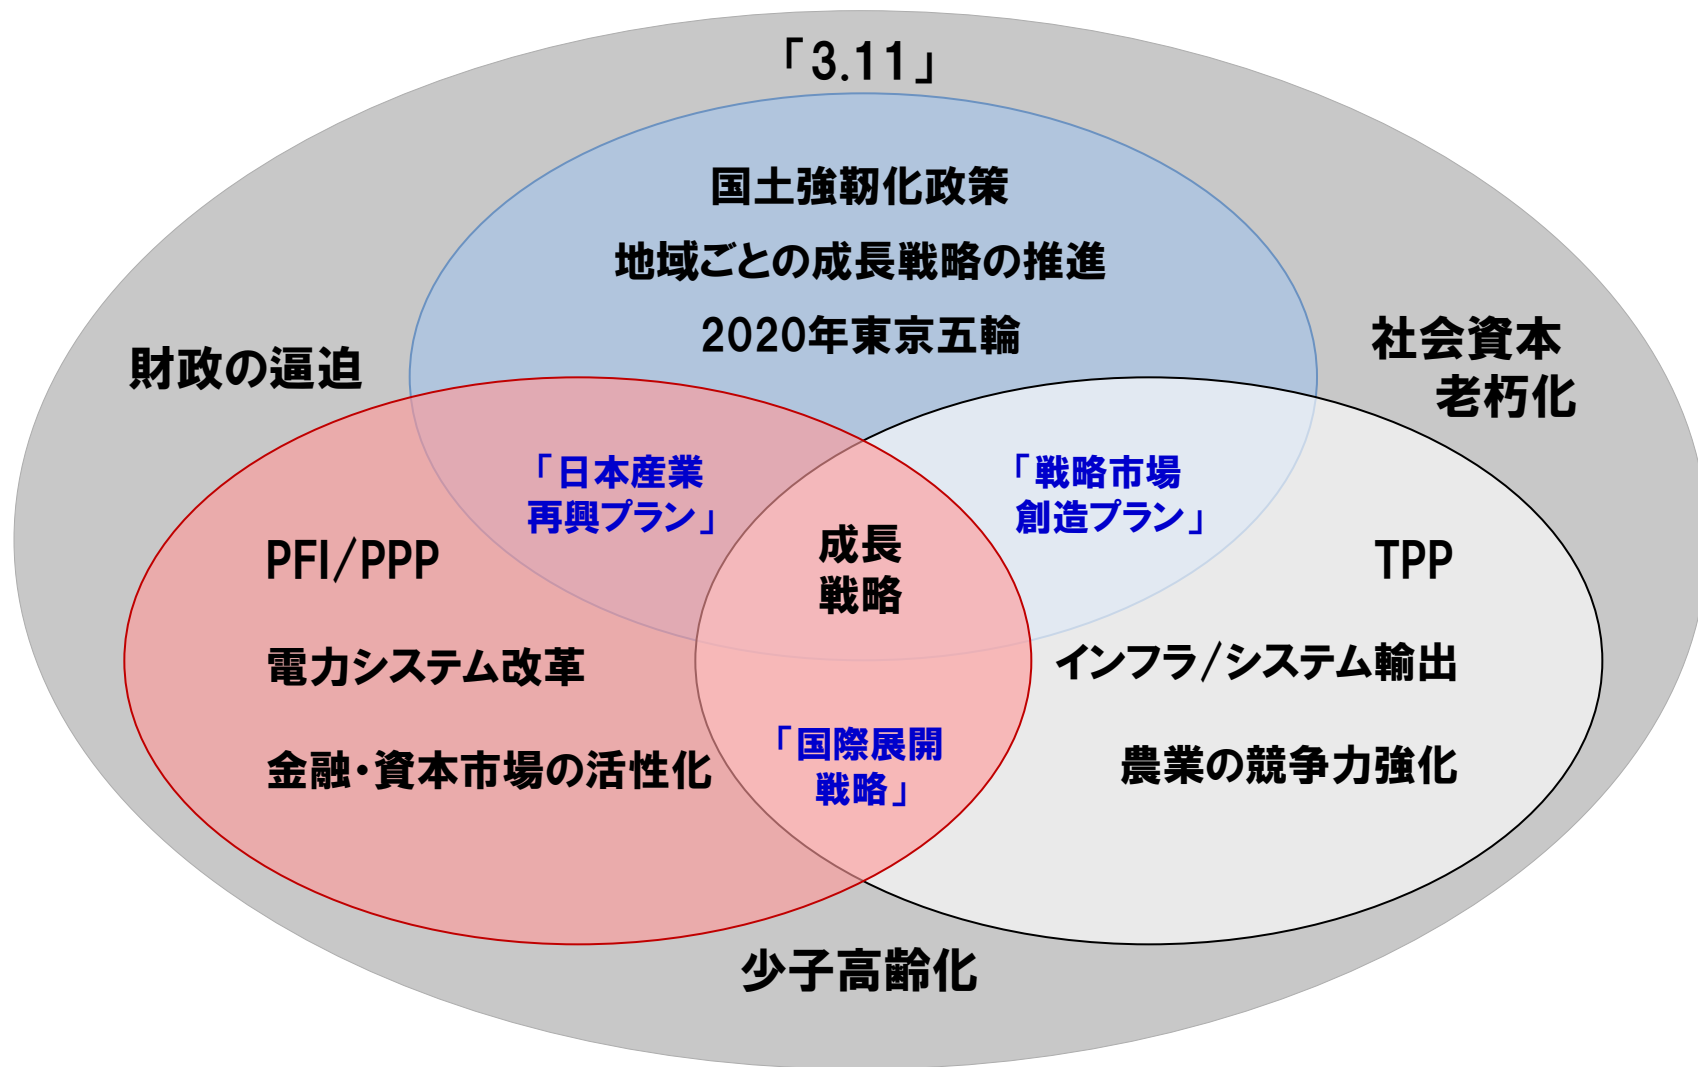 「3.11」
国土強靭化政策
地域ごとの成長戦略の推進
2020年東京五輪
財政の逼迫
社会資本
老朽化
「日本産業
再興プラン」
「戦略市場
創造プラン」
成長
戦略
PFI/PPP
TPP
電力システム改革
インフラ/システム輸出
「国際展開
戦略」
金融・資本市場の活性化
農業の競争力強化
少子高齢化